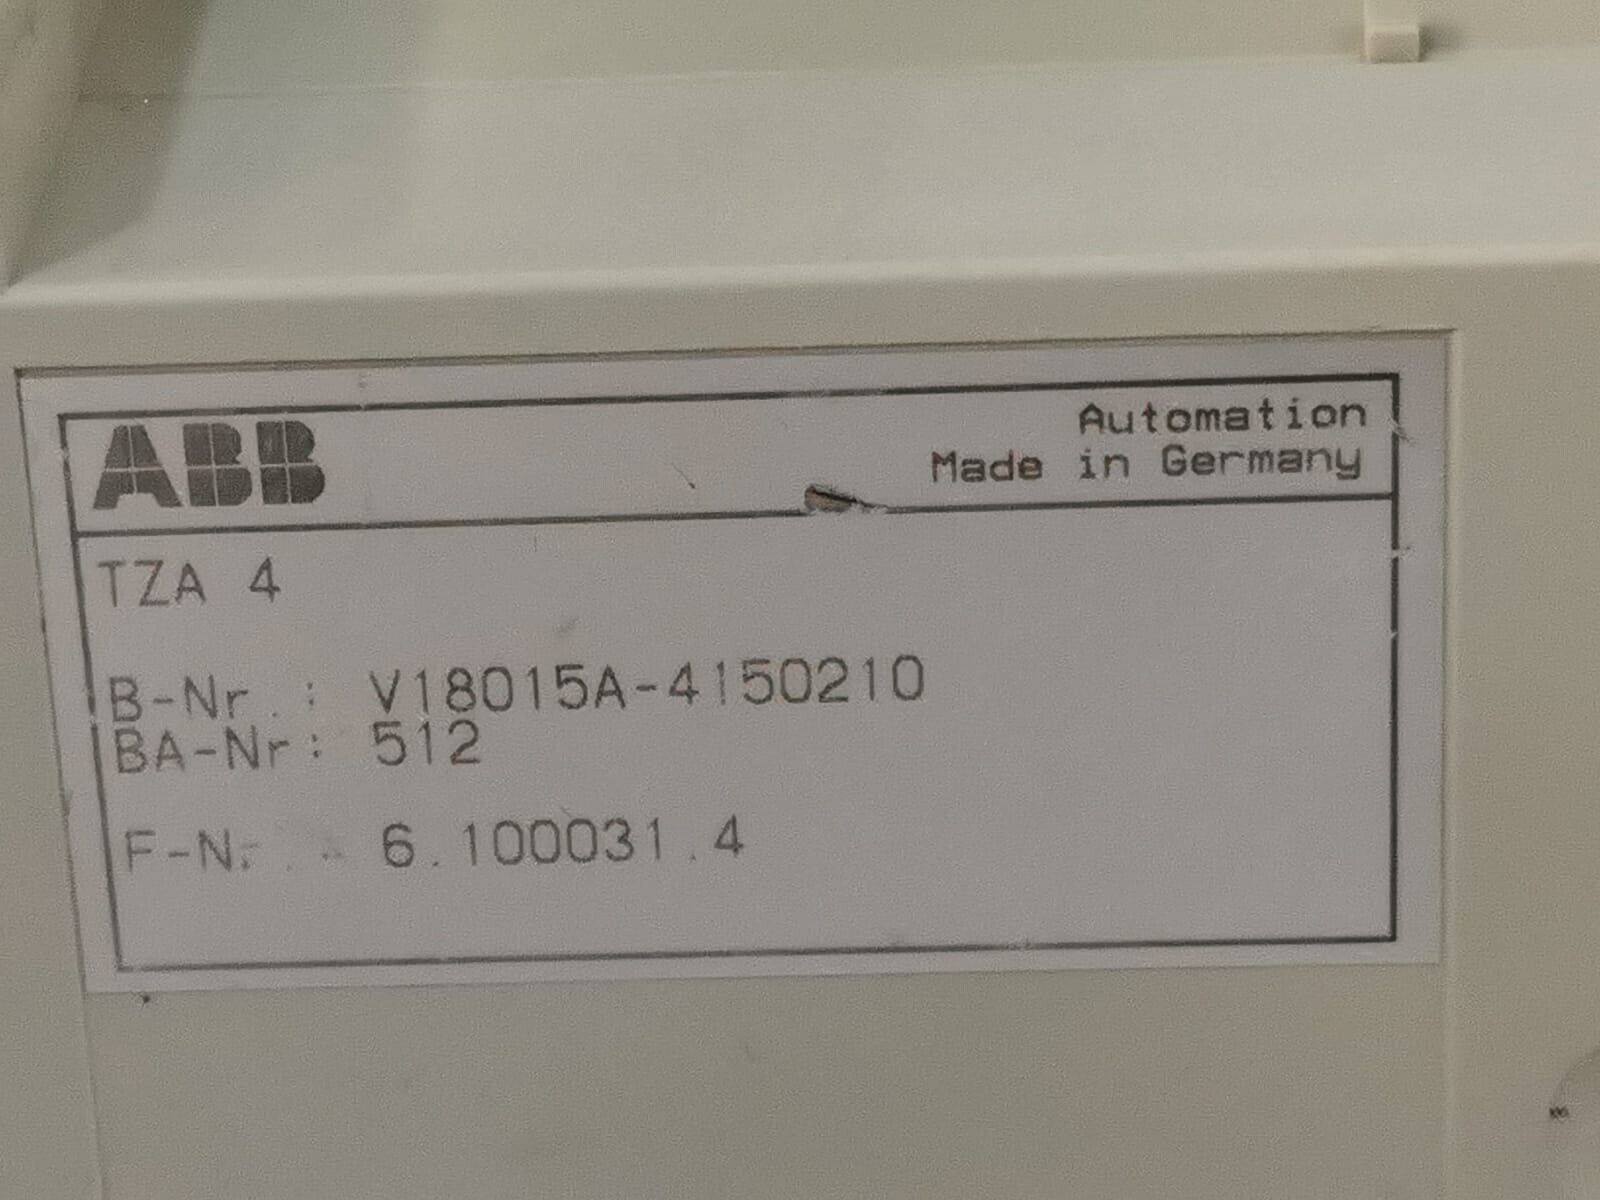 ABB
Automation
Made in Germany
TZA 4
B-Nr.: V18015A-4150210
BA-Nr: 512
F-Nr 6.100031.4